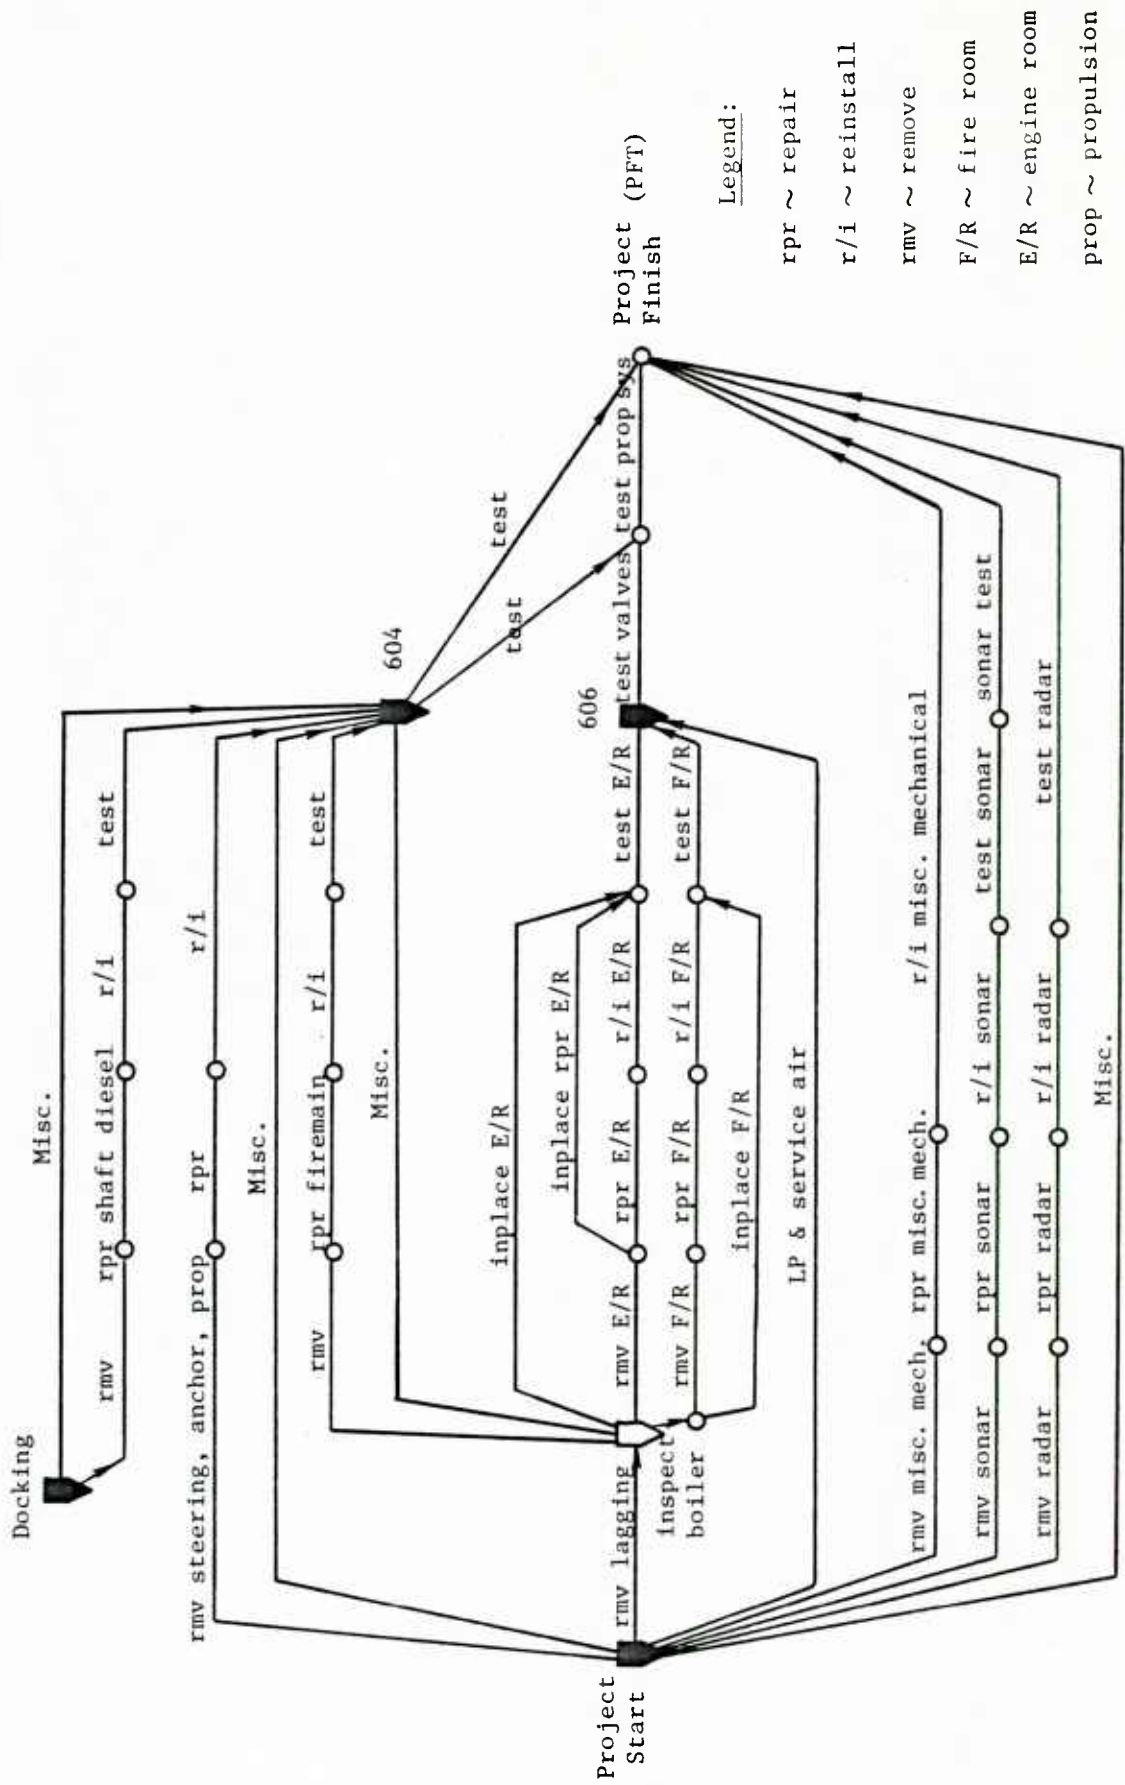 Docking
Misc.
rmv
rpr shaft diesel
r/i
test
rmv steering, anchor, prop
rpr
r/i
Misc.
604
rmv
rpr firemain
r/i
test
Misc.
test
test
inplace E/R
inplace rpr E/R
606
Project
Start
rmv lagging
rmv E/R
rpr E/R
r/i E/R
test E/R
test valves
test prop sys
Project
Finish
(PFT)
inspect
boiler
rmv F/R
rpr F/R
r/i F/R
test F/R
inplace F/R
LP & service air
rmv misc. mech.
rpr misc. mech.
r/i misc. mechanical
rmv sonar
rpr sonar
r/i sonar
test sonar
sonar test
rmv radar
rpr radar
r/i radar
test radar
Misc.
Legend:
rpr ~ repair
r/i ~ reinstall
rmv ~ remove
F/R ~ fire room
E/R ~ engine room
prop ~ propulsion